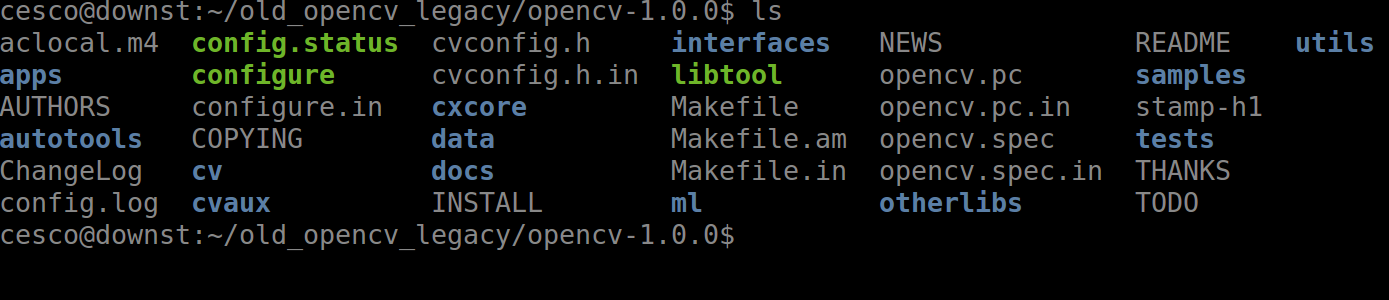 cesco@downst:~/old_opencv_legacy/opencv-1.0.0$ ls
aclocal.m4  config.status  cvconfig.h     interfaces   NEWS             README     utils
apps        configure      cvconfig.h.in  libtool      opencv.pc        samples
AUTHORS     configure.in   cxcore         Makefile     opencv.pc.in     stamp-h1
autotools   COPYING        data           Makefile.am  opencv.spec      tests
ChangeLog   cv             docs           Makefile.in  opencv.spec.in   THANKS
config.log  cvaux          INSTALL        ml           otherlibs        TODO
cesco@downst:~/old_opencv_legacy/opencv-1.0.0$